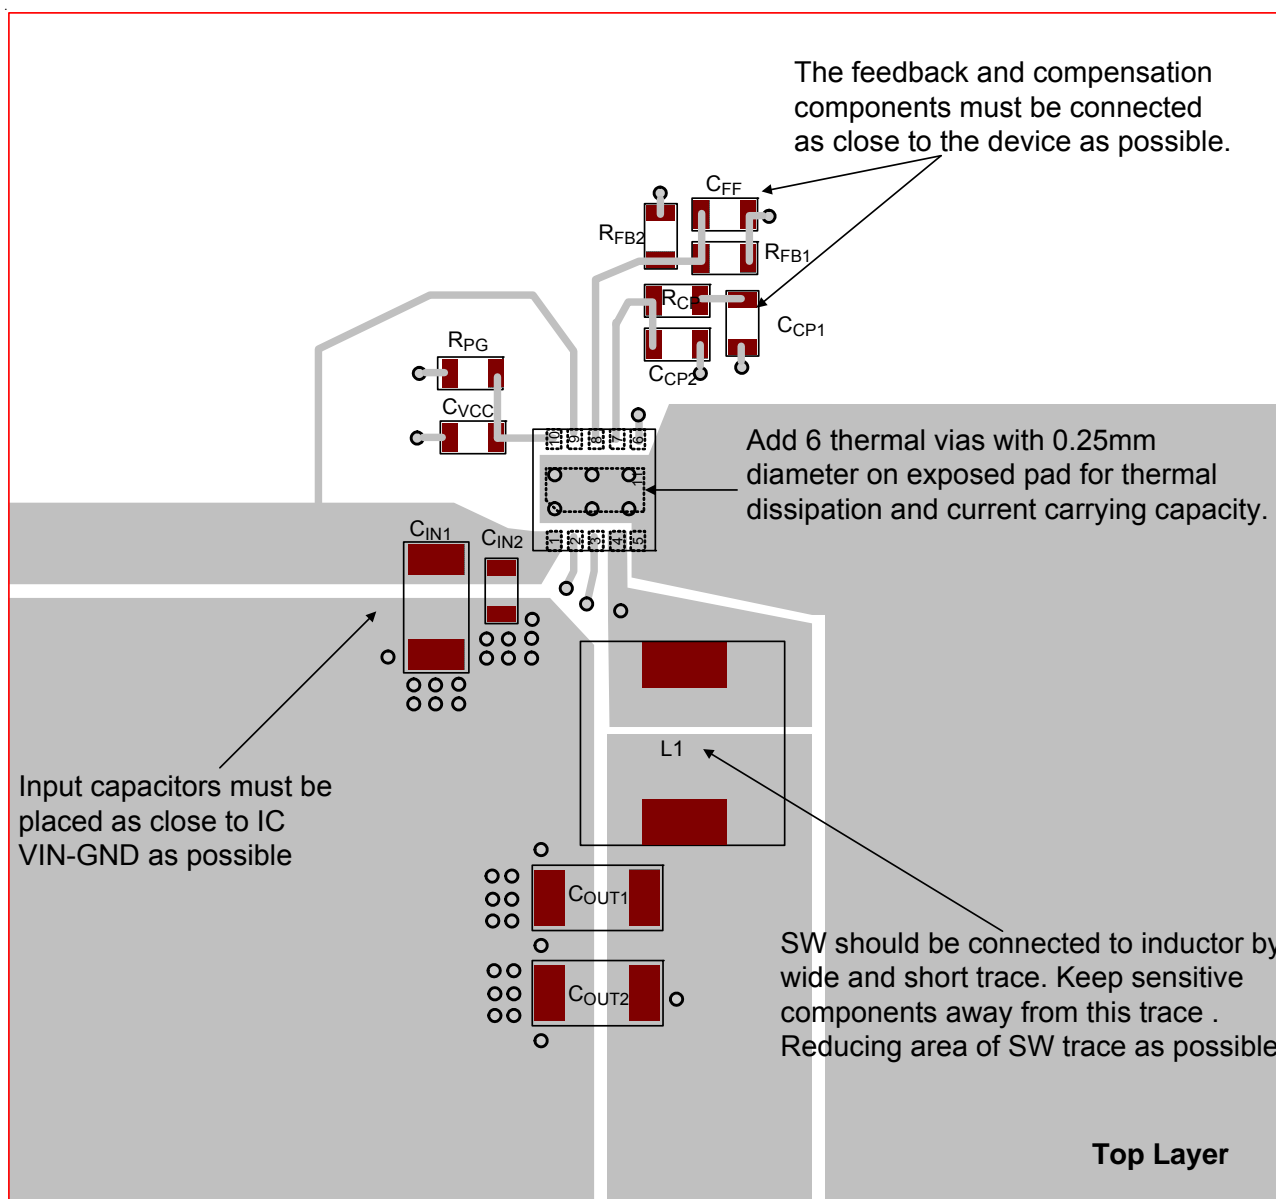 The feedback and compensation
components must be connected
as close to the device as possible.
CFF
RFB2
RFB1
RCP
CCP1
CCP2
RPG
CVCC
10 9 8 7 6
11
1 2 3 4 5
Add 6 thermal vias with 0.25mm
diameter on exposed pad for thermal
dissipation and current carrying capacity.
CIN1
CIN2
L1
Input capacitors must be
placed as close to IC
VIN-GND as possible
COUT1
COUT2
SW should be connected to inductor by
wide and short trace. Keep sensitive
components away from this trace .
Reducing area of SW trace as possible
Top Layer